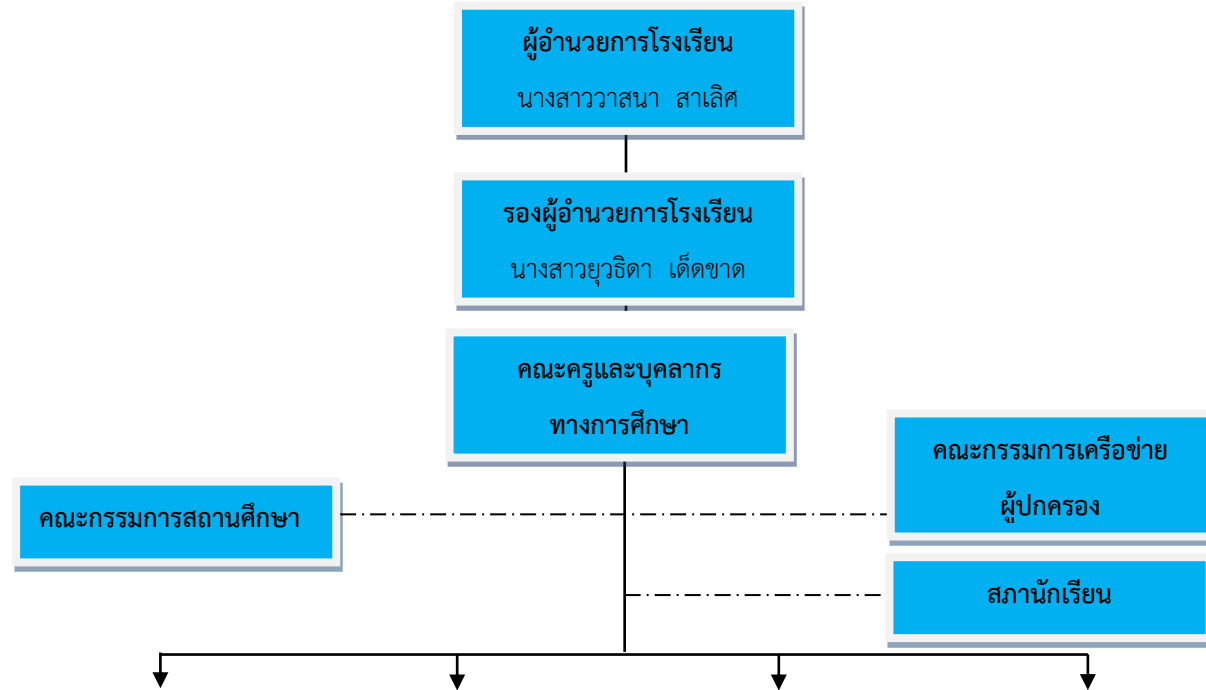 ผู้อำนวยการโรงเรียน
นางสาววาสนา สาเลิศ
รองผู้อำนวยการโรงเรียน
นางสาวยุวธิดา เด็ดขาด
คณะครูและบุคลากร
ทางการศึกษา
คณะกรรมการเครือข่าย
ผู้ปกครอง
คณะกรรมการสถานศึกษา
สภานักเรียน